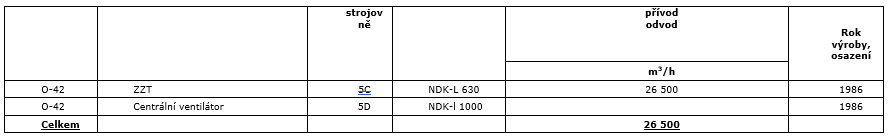 strojov
ně
přívod
odvod
Rok
výroby,
osazení
m³/h
O-42 ZZT 5C NDK-L 630 26 500 1986
O-42 Centrální ventilátor 5D NDK-l 1000 1986
Celkem 26 500